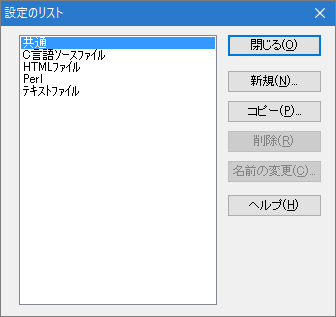 設定のリスト
共通
C言語ソースファイル
HTMLファイル
Perl
テキストファイル
閉じる(O)
新規(N)...
コピー(P)...
削除(R)
名前の変更(C)...
ヘルプ(H)